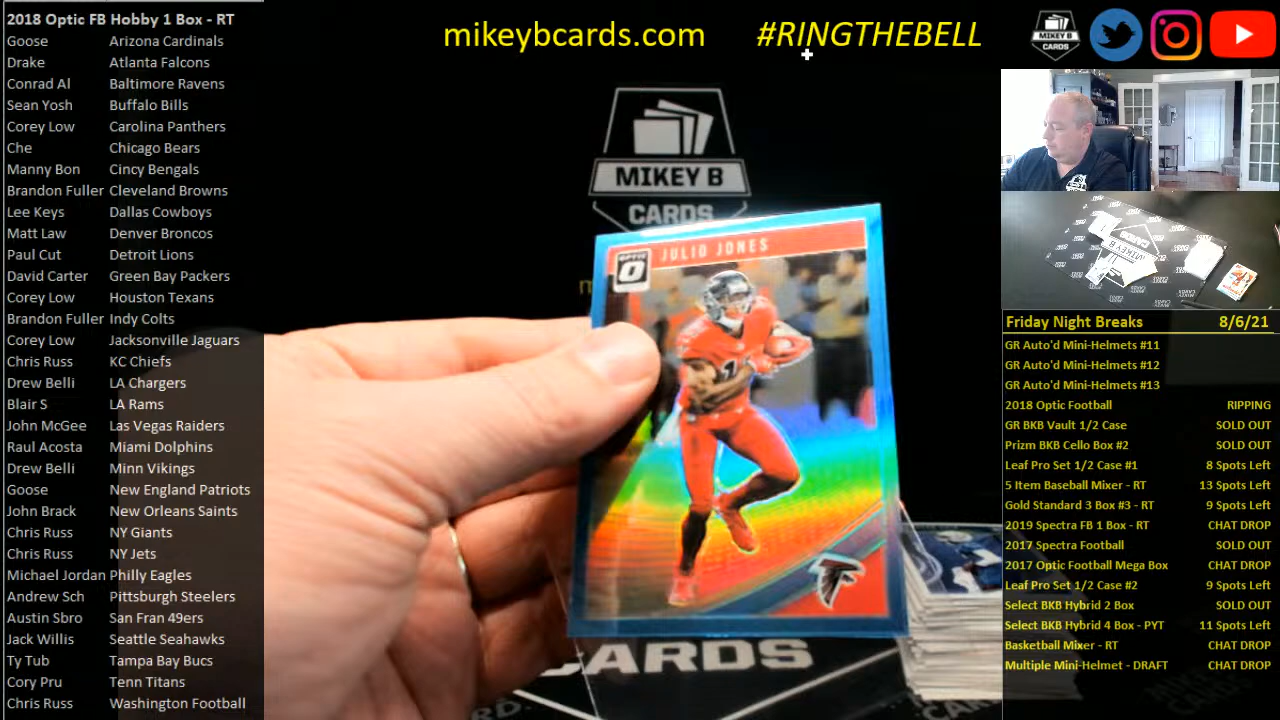 2018 Optic FB Hobby 1 Box - RT
Goose Arizona Cardinals
Drake Atlanta Falcons
Conrad Al Baltimore Ravens
Sean Yosh Buffalo Bills
Corey Low Carolina Panthers
Che Chicago Bears
Manny Bon Cincy Bengals
Brandon Fuller Cleveland Browns
Lee Keys Dallas Cowboys
Matt Law Denver Broncos
Paul Cut Detroit Lions
David Carter Green Bay Packers
Corey Low Houston Texans
Brandon Fuller Indy Colts
Corey Low Jacksonville Jaguars
Chris Russ KC Chiefs
Drew Belli LA Chargers
Blair S LA Rams
John McGee Las Vegas Raiders
Raul Acosta Miami Dolphins
Drew Belli Minn Vikings
Goose New England Patriots
John Brack New Orleans Saints
Chris Russ NY Giants
Chris Russ NY Jets
Michael Jordan Philly Eagles
Andrew Sch Pittsburgh Steelers
Austin Sbro San Fran 49ers
Jack Willis Seattle Seahawks
Ty Tub Tampa Bay Bucs
Cory Pru Tenn Titans
Chris Russ Washington Football
mikeybcards.com #RINGTHEBELL
MIKEY B
CARDS
MIKEY B
CARDS
OPTIC
JULIO JONES
CARDS
MIKEY B
CARDS
Friday Night Breaks 8/6/21
GR Auto'd Mini-Helmets #11
GR Auto'd Mini-Helmets #12
GR Auto'd Mini-Helmets #13
2018 Optic Football RIPPING
GR BKB Vault 1/2 Case SOLD OUT
Prizm BKB Cello Box #2 SOLD OUT
Leaf Pro Set 1/2 Case #1 8 Spots Left
5 Item Baseball Mixer - RT 13 Spots Left
Gold Standard 3 Box #3 - RT 9 Spots Left
2019 Spectra FB 1 Box - RT CHAT DROP
2017 Spectra Football SOLD OUT
2017 Optic Football Mega Box CHAT DROP
Leaf Pro Set 1/2 Case #2 9 Spots Left
Select BKB Hybrid 2 Box SOLD OUT
Select BKB Hybrid 4 Box - PYT 11 Spots Left
Basketball Mixer - RT CHAT DROP
Multiple Mini-Helmet - DRAFT CHAT DROP